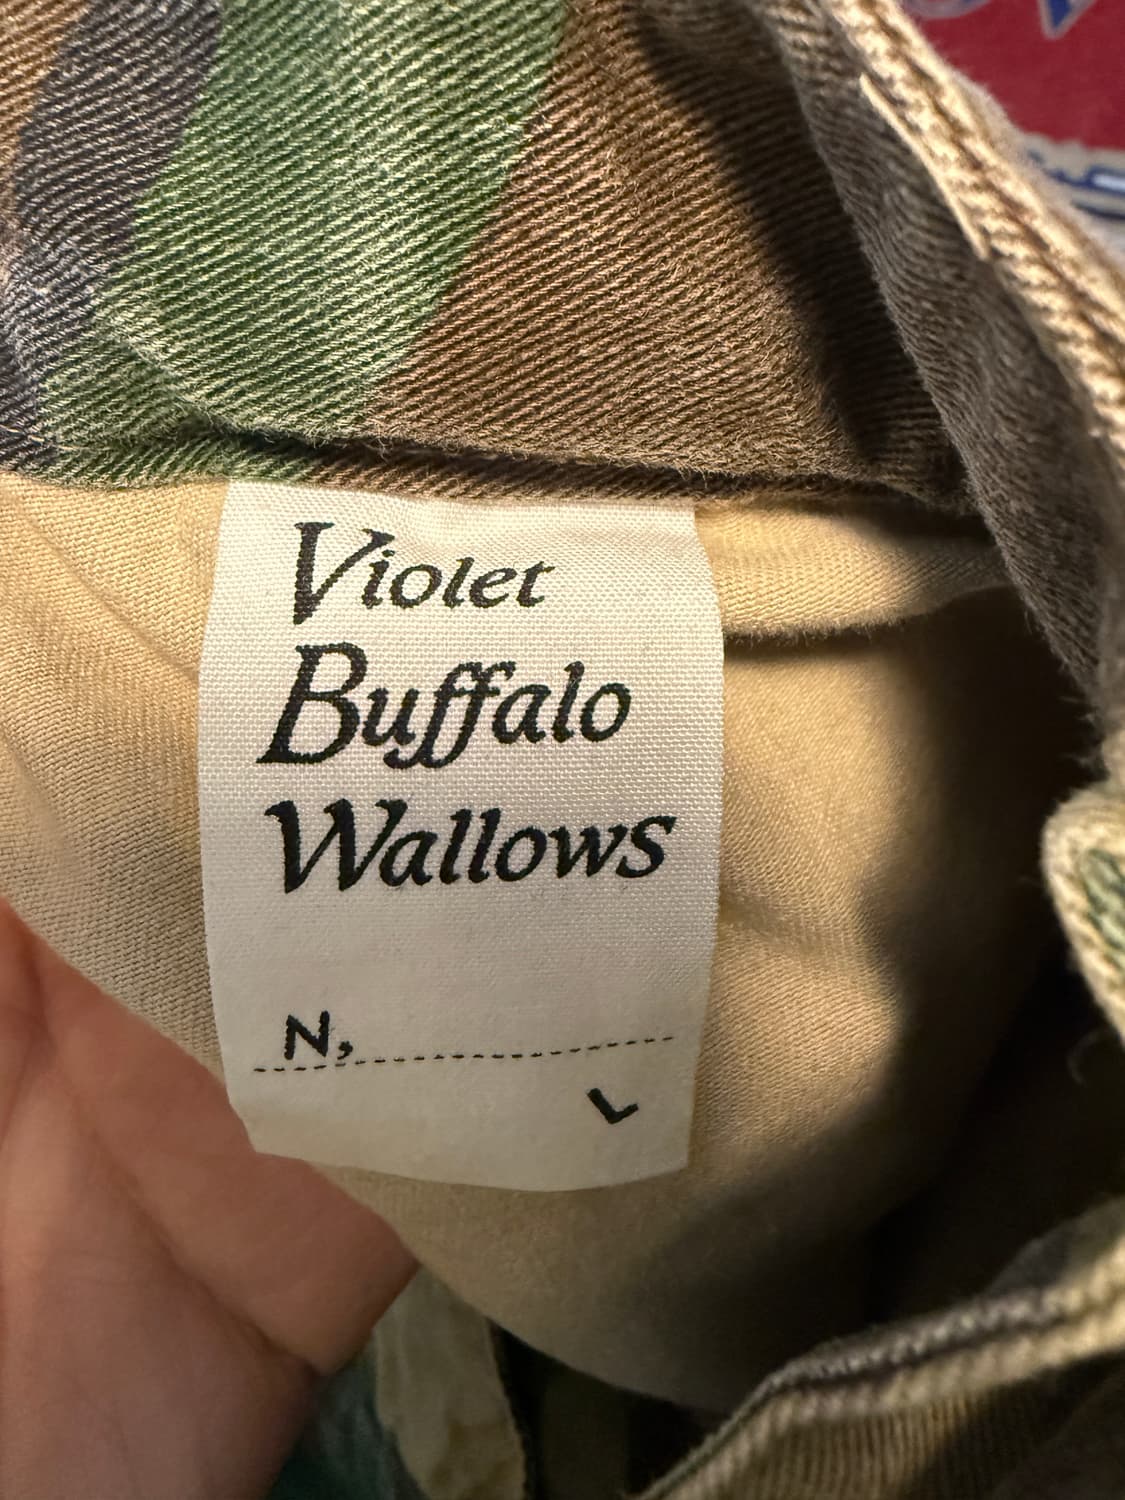 Violet
Buffalo
Wallows
N,
L